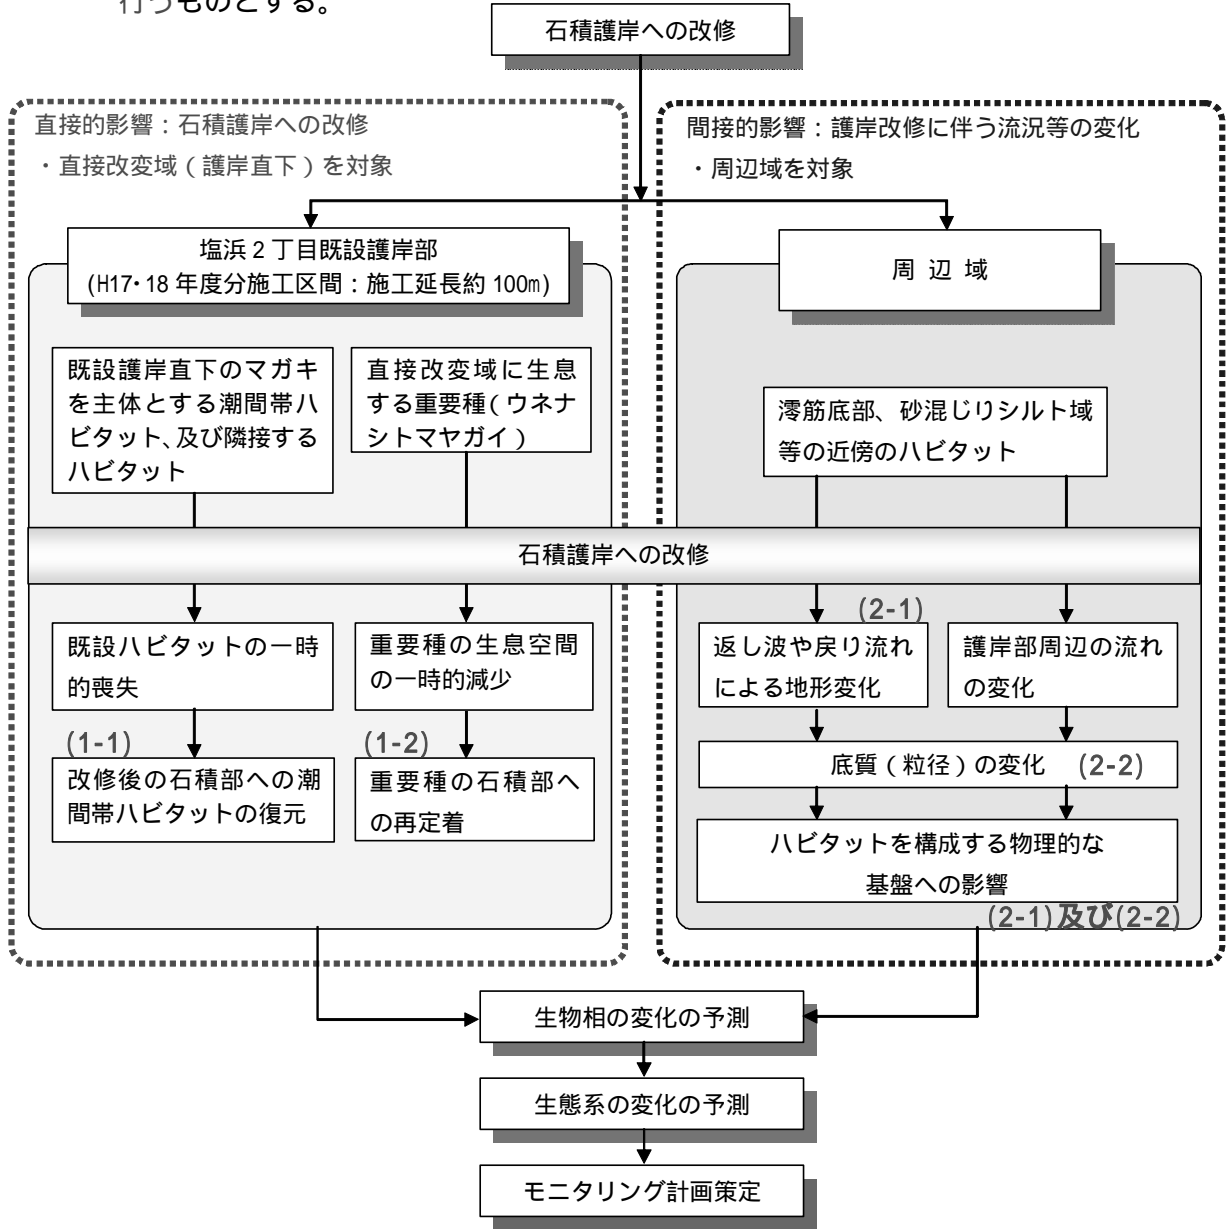 行うものとする。
石積護岸への改修
直接的影響：石積護岸への改修
・直接改変域（護岸直下）を対象
間接的影響：護岸改修に伴う流況等の変化
・周辺域を対象
塩浜２丁目既設護岸部
(H17・18 年度分施工区間：施工延長約 100m)
周 辺 域
既設護岸直下のマガキ
を主体とする潮間帯ハ
ビタット、及び隣接する
ハビタット
直接改変域に生息
する重要種（ウネナ
シトマヤガイ）
澪筋底部、砂混じりシルト域
等の近傍のハビタット
石積護岸への改修
既設ハビタットの一時
的喪失
重要種の生息空間
の一時的減少
(2-1)
返し波や戻り流れ
による地形変化
護岸部周辺の流れ
の変化
(1-1)
改修後の石積部への潮
間帯ハビタットの復元
(1-2)
重要種の石積部へ
の再定着
底質（粒径）の変化 (2-2)
ハビタットを構成する物理的な
基盤への影響
(2-1)及び(2-2)
生物相の変化の予測
生態系の変化の予測
モニタリング計画策定